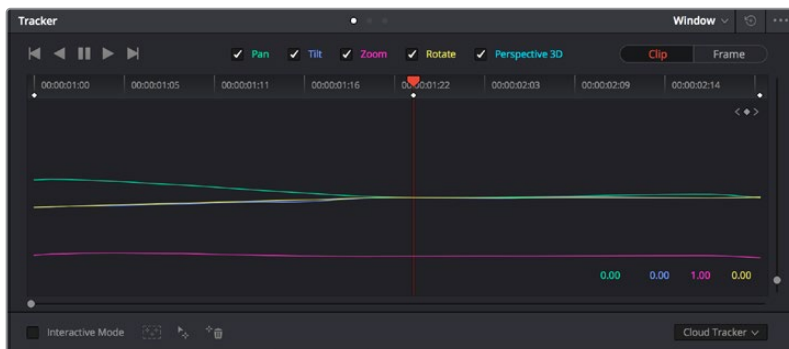 Tracker Window
Pan Tilt Zoom Rotate Perspective 3D Clip Frame
00:00:01:00 00:00:01:05 00:00:01:11 00:00:01:16 00:00:01:22 00:00:02:03 00:00:02:09 00:00:02:14
0.00 0.00 1.00 0.00
Interactive Mode Cloud Tracker